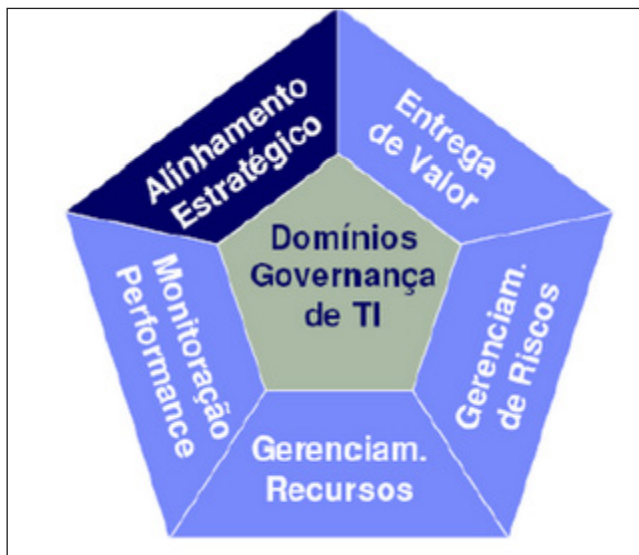 Alinhamento
Estratégico
Entrega
de Valor
Domínios
Governança
de TI
Monitoração
Performance
Gerenciam.
de Riscos
Gerenciam.
Recursos